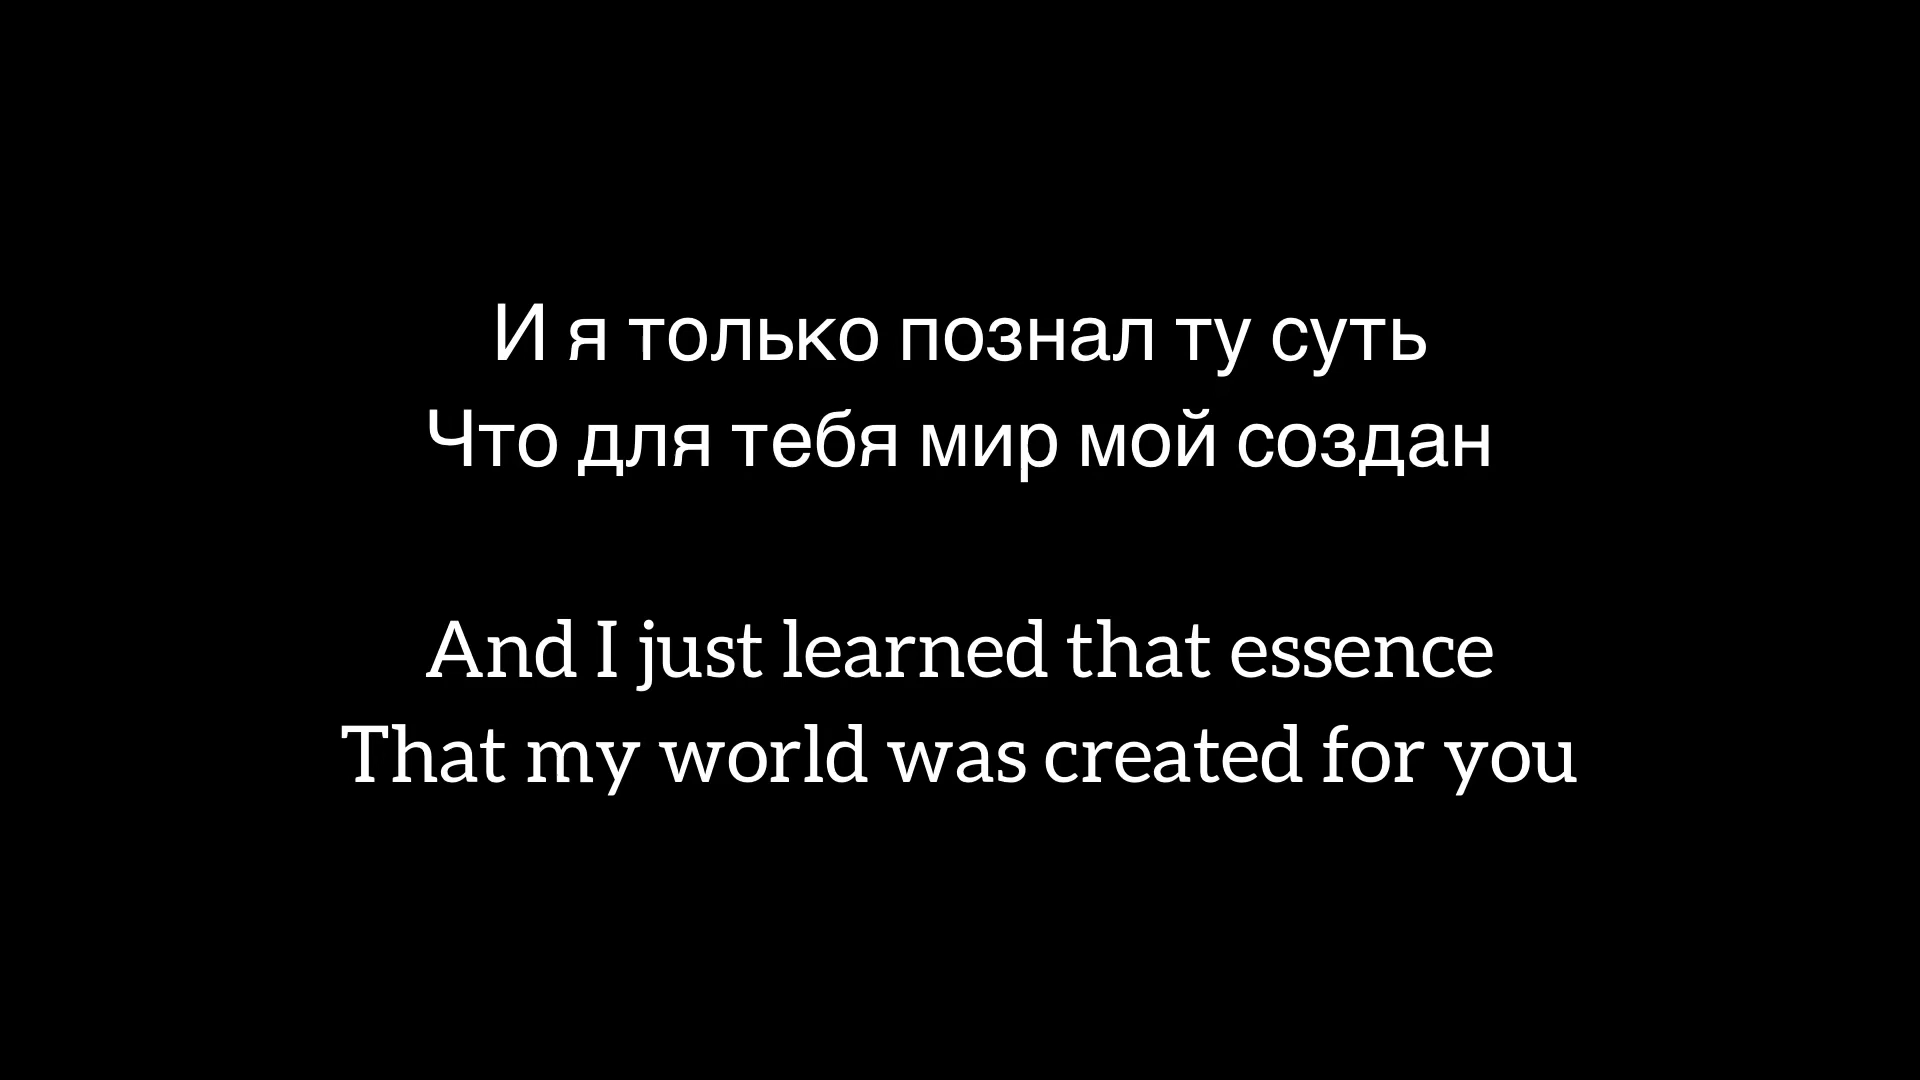 И я только познал ту суть
Что для тебя мир мой создан
And I just learned that essence
That my world was created for you